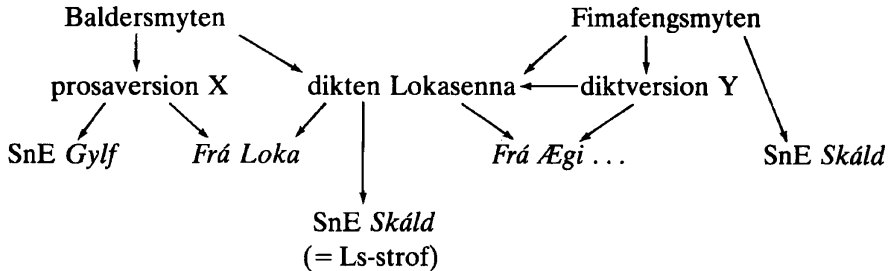 Baldersmyten Fimafengsmyten
prosaversion X dikten Lokasenna diktversion Y
SnE Gylf Frá Loka Frá Ægi ... SnE Skáld
SnE Skáld
(= Ls-strof)